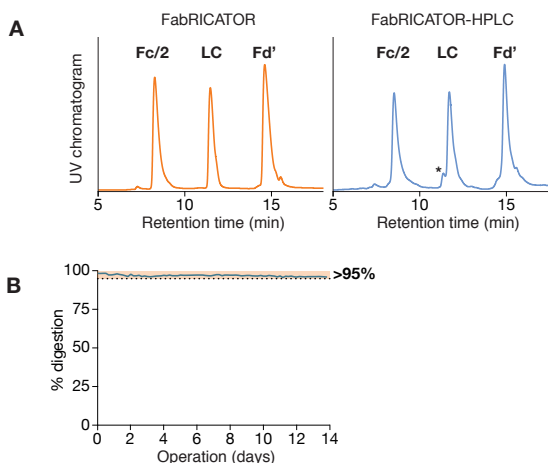 A
FabRICATOR
FabRICATOR-HPLC
Fc/2 LC Fd’
Fc/2 LC Fd’
UV chromatogram
*
5 10 15
5 10 15
Retention time (min)
Retention time (min)
B
100
75
50
25
0
>95%
% digestion
0 2 4 6 8 10 12 14
Operation (days)